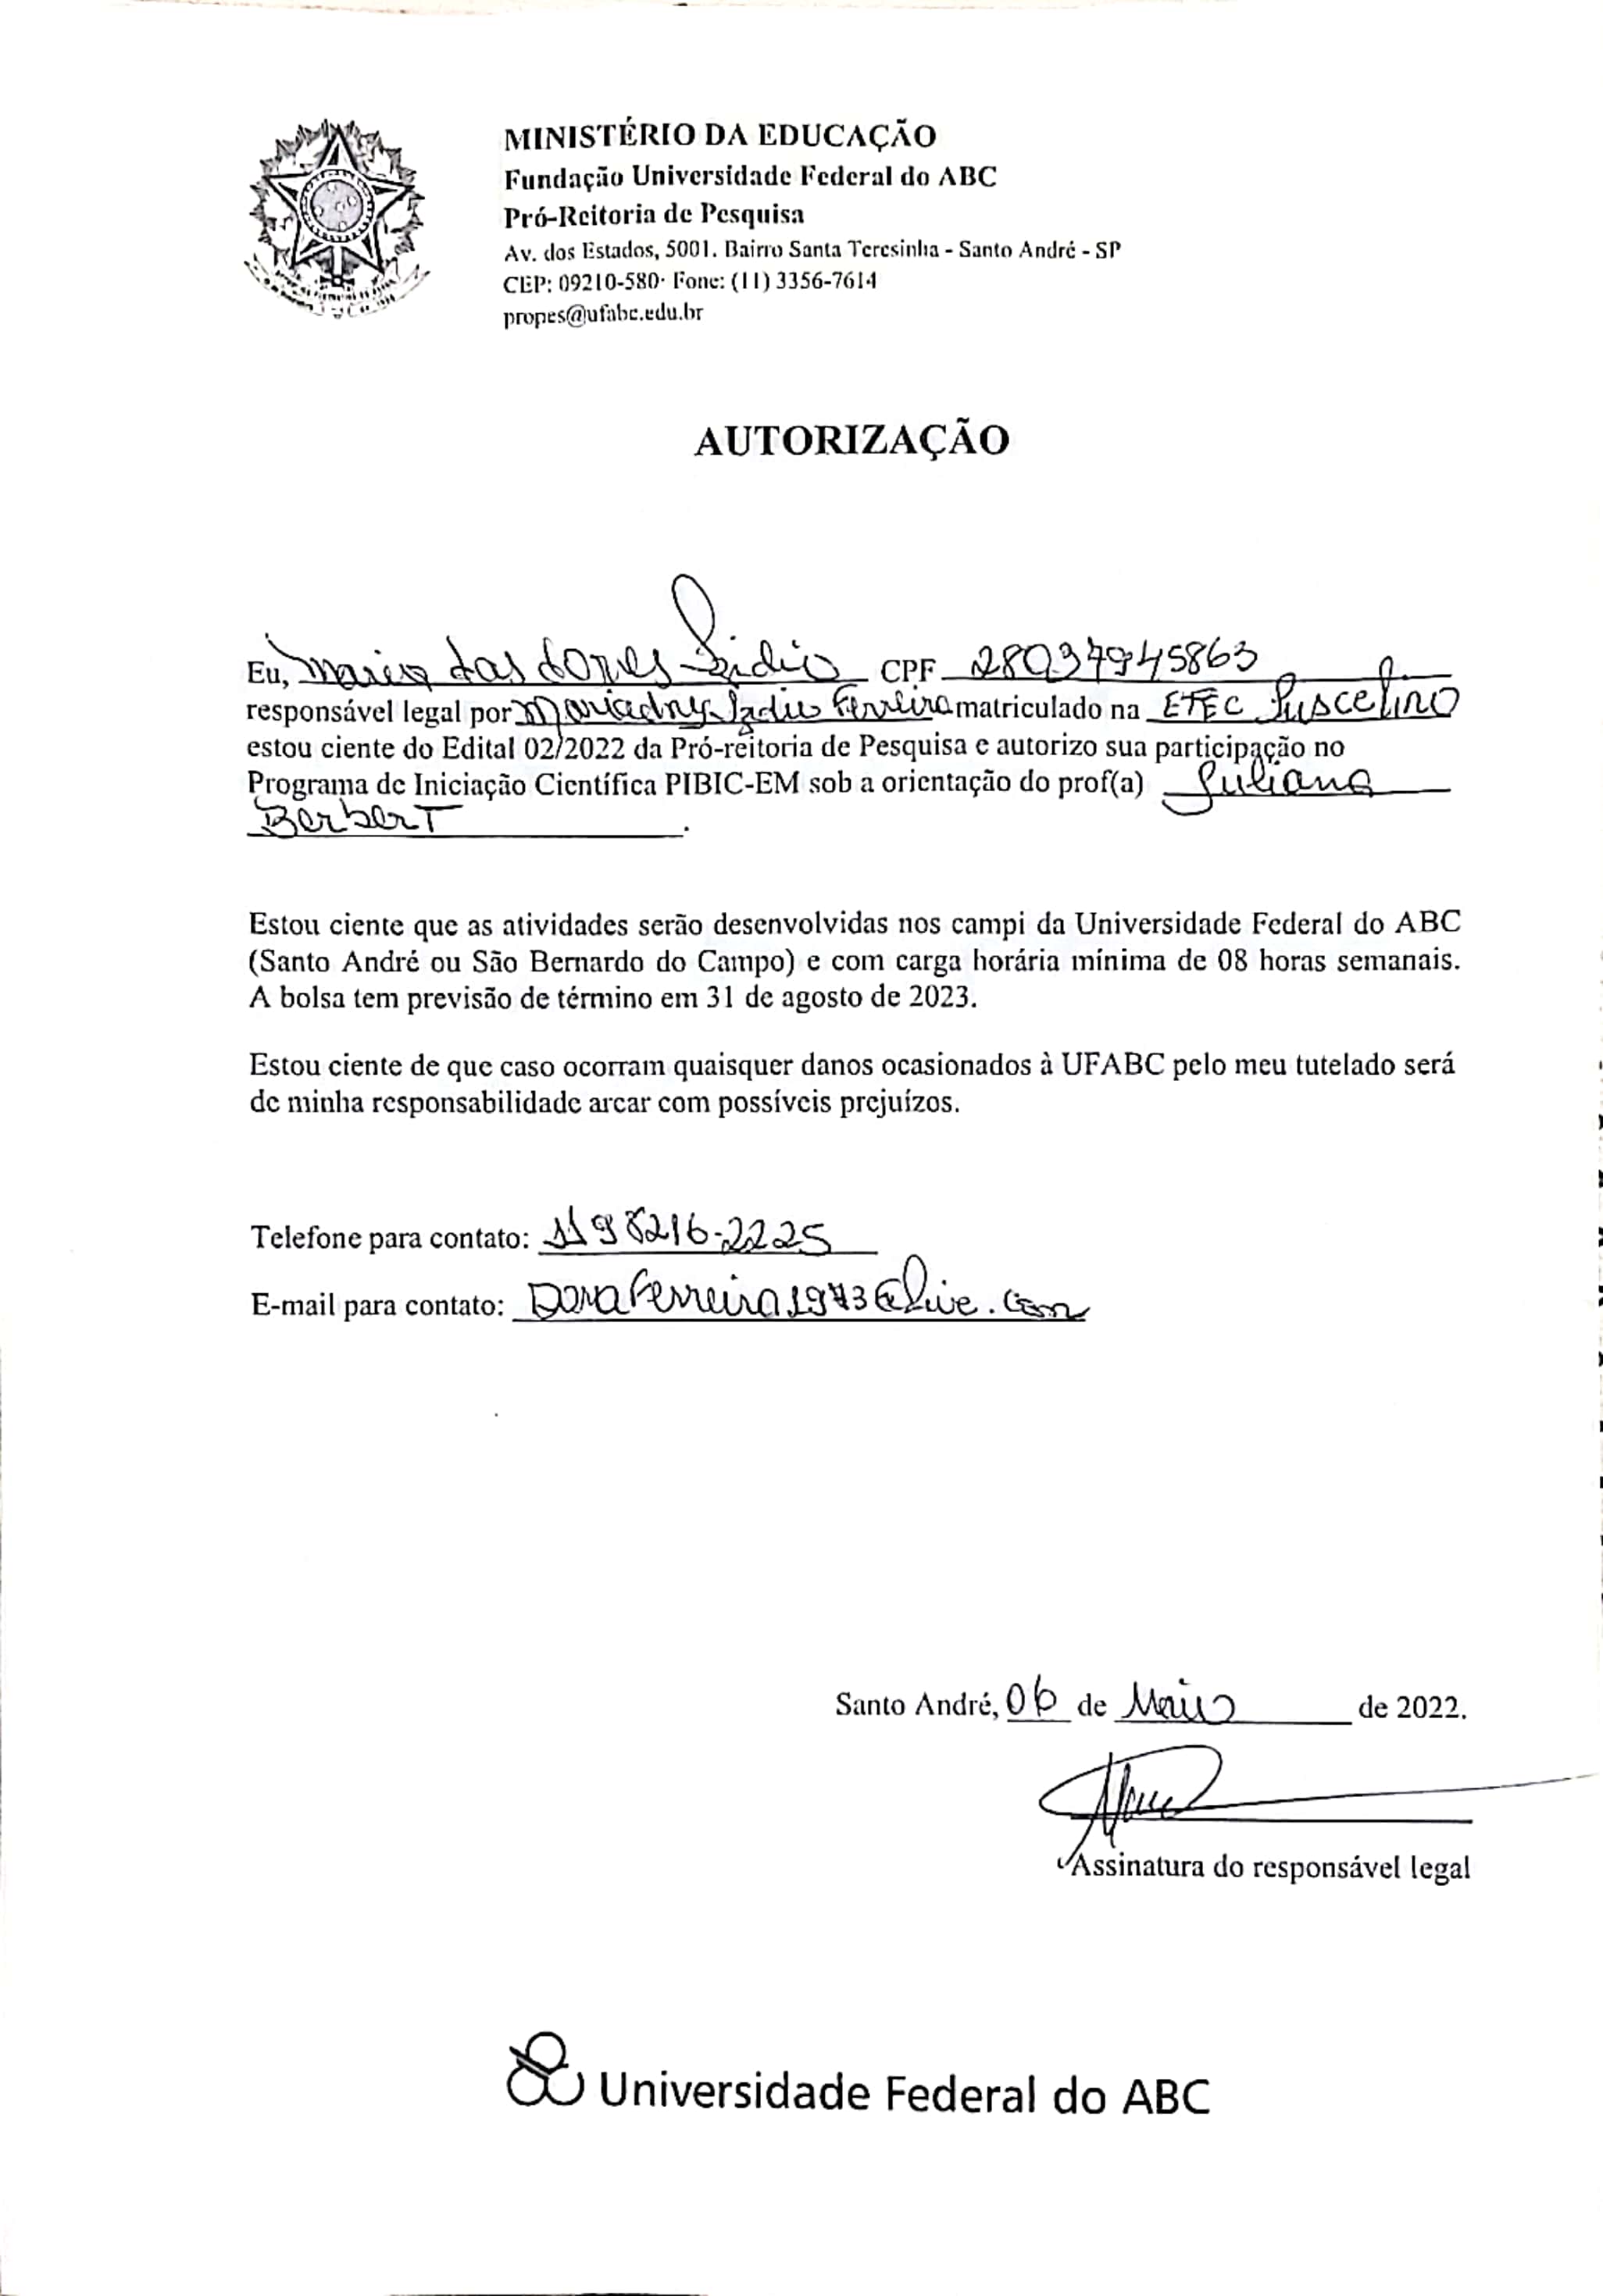 MINISTÉRIO DA EDUCAÇÃO
Fundação Universidade Federal do ABC
Pró-Reitoria de Pesquisa
Av. dos Estados, 5001. Bairro Santa Teresinha - Santo André - SP
CEP: 09210-580· Fone: (11) 3356-7614
propes@ufabc.edu.br
AUTORIZAÇÃO
Eu, Maria das dores CPF 28037945863
responsável legal por Ferreira matriculado na ETEC
estou ciente do Edital 02/2022 da Pró-reitoria de Pesquisa e autorizo sua participação no
Programa de Iniciação Científica PIBIC-EM sob a orientação do prof(a) Juliana
Berbert.
Estou ciente que as atividades serão desenvolvidas nos campi da Universidade Federal do ABC
(Santo André ou São Bernardo do Campo) e com carga horária mínima de 08 horas semanais.
A bolsa tem previsão de término em 31 de agosto de 2023.
Estou ciente de que caso ocorram quaisquer danos ocasionados à UFABC pelo meu tutelado será
de minha responsabilidade arcar com possíveis prejuízos.
Telefone para contato: 11 98216-2225
E-mail para contato: DoraFerreira1973@live.com
Santo André, 06 de Maio de 2022.
Assinatura do responsável legal
Universidade Federal do ABC